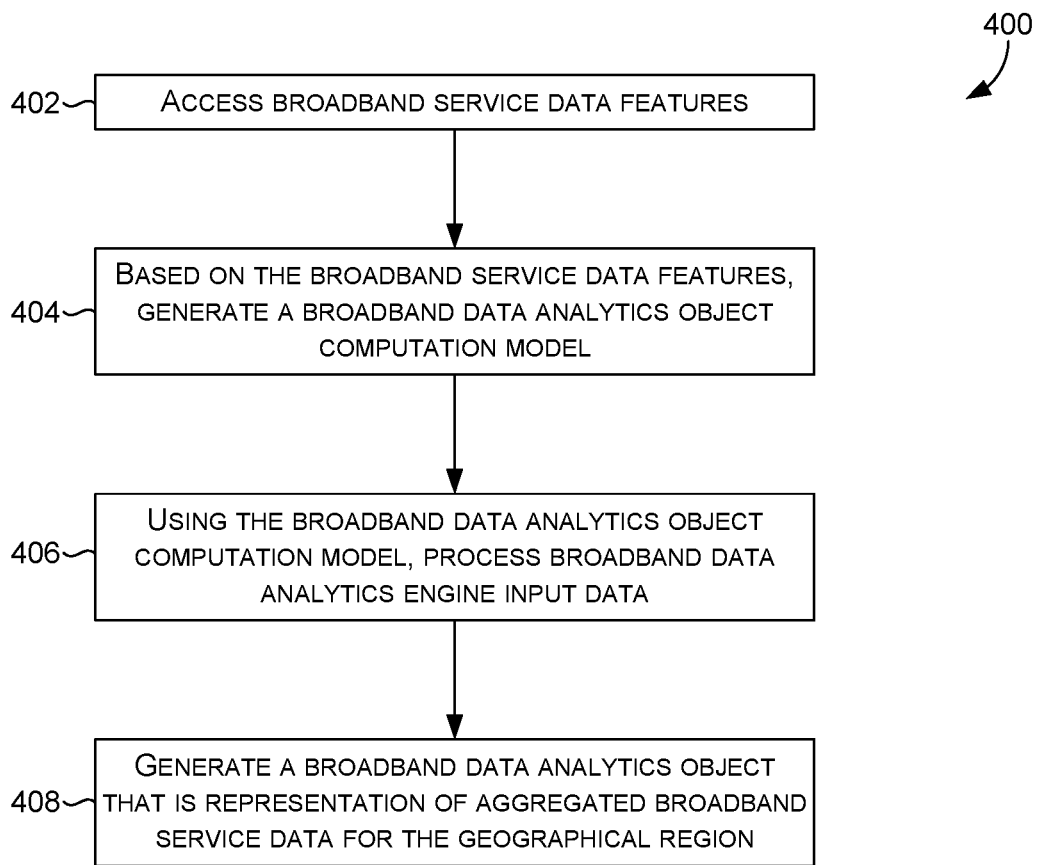 400
402
ACCESS BROADBAND SERVICE DATA FEATURES
404
BASED ON THE BROADBAND SERVICE DATA FEATURES,
GENERATE A BROADBAND DATA ANALYTICS OBJECT
COMPUTATION MODEL
406
USING THE BROADBAND DATA ANALYTICS OBJECT
COMPUTATION MODEL, PROCESS BROADBAND DATA
ANALYTICS ENGINE INPUT DATA
408
GENERATE A BROADBAND DATA ANALYTICS OBJECT
THAT IS REPRESENTATION OF AGGREGATED BROADBAND
SERVICE DATA FOR THE GEOGRAPHICAL REGION